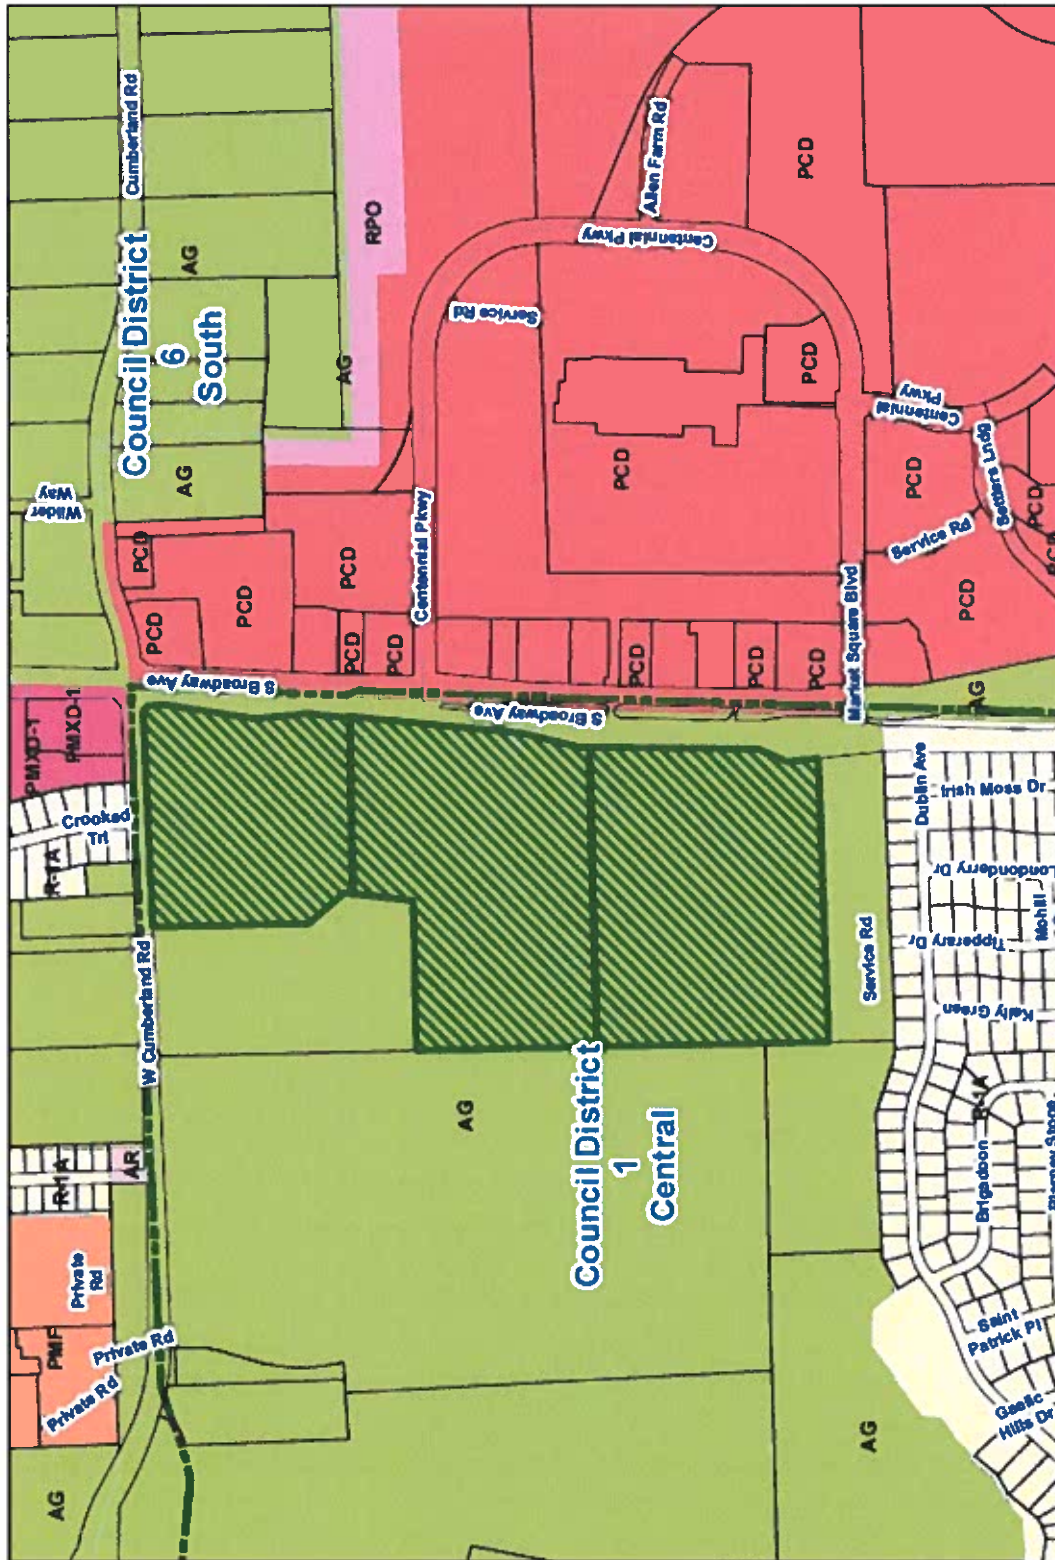 Cumberland Rd
Council District
6
South
AG
RPO
AG
AG
Wilder
Way
Allen Farm Rd
PCD
Centennial Pkwy
Service Rd
PCD
PCD
Centennial
Pkwy
PCD
Settlers Lndg
PCD
PCD
PCD
Service Rd
PCD
Market Square Blvd
Centennial Pkwy
PCD
PCD
PCD
PCD
PCD
PCD
PCD
PCD
PCD
S Broadway Ave
S Broadway Ave
AG
PMXD-1
PMXD-1
Crooked
Trl
R-1A
W Cumberland Rd
Dublin Ave
Irish Moss Dr
Londonderry Dr
Mohill
Tipperary Dr
Kelly Green
Service Rd
AG
Council District
1
Central
R-1A
AR
Private
Rd
PMF
Private Rd
Private Rd
AG
AG
R-1A
Brigadoon
Saint
Patrick Pl
Gaelic
Hills Dr